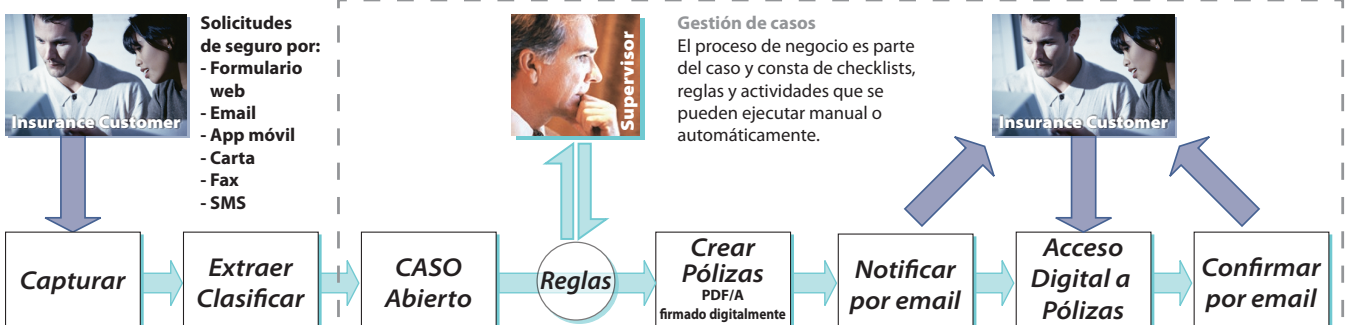 Insurance Customer
Solicitudes
de seguro por:
- Formulario
web
- Email
- App móvil
- Carta
- Fax
- SMS
Supervisor
Gestión de casos
El proceso de negocio es parte
del caso y consta de checklists,
reglas y actividades que se
pueden ejecutar manual o
automáticamente.
Insurance Customer
Capturar
Extraer
Clasificar
CASO
Abierto
Reglas
Crear
Pólizas
PDF/A
firmado digitalmente
Notificar
por email
Acceso
Digital a
Pólizas
Confirmar
por email